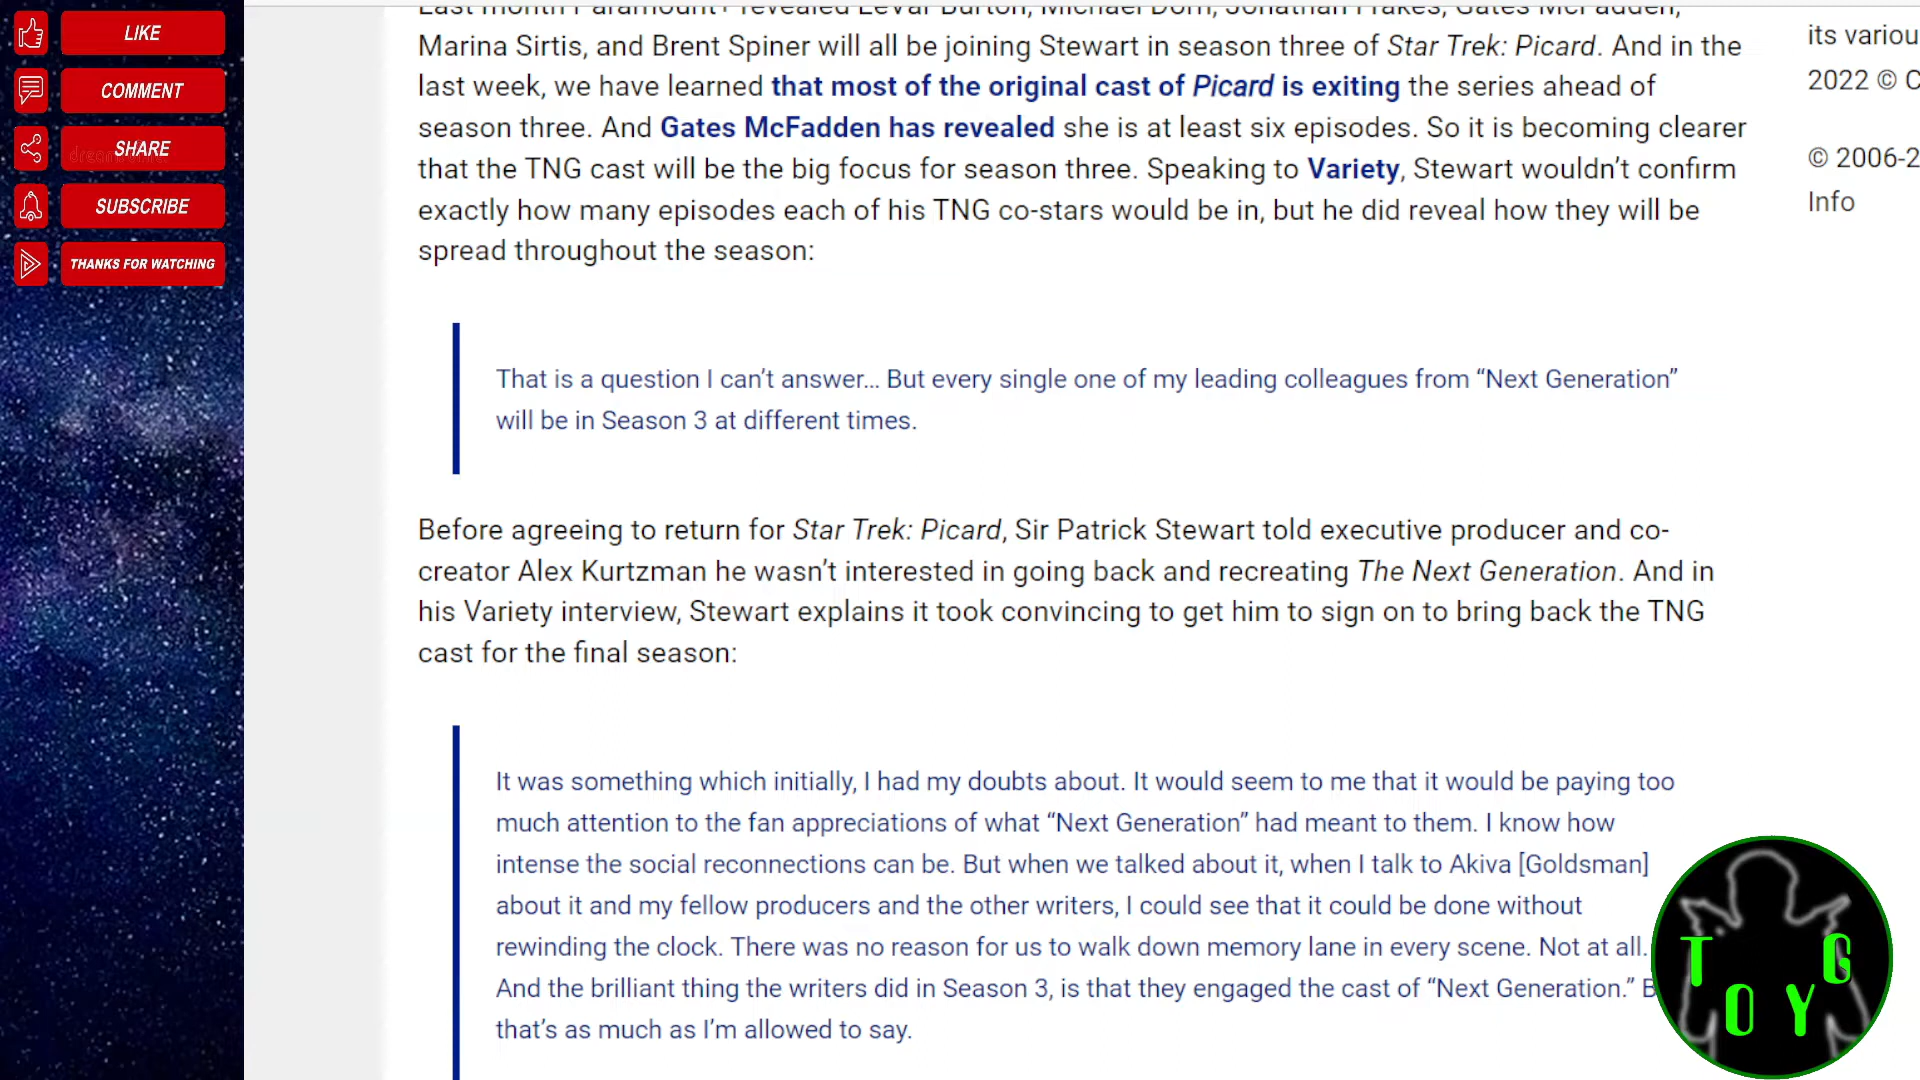 LIKE
COMMENT
SHARE
SUBSCRIBE
THANKS FOR WATCHING
Last month Paramount+ revealed LeVar Burton, Michael Dorn, Jonathan Frakes, Gates McFadden,
Marina Sirtis, and Brent Spiner will all be joining Stewart in season three of Star Trek: Picard. And in the
last week, we have learned that most of the original cast of Picard is exiting the series ahead of
season three. And Gates McFadden has revealed she is at least six episodes. So it is becoming clearer
that the TNG cast will be the big focus for season three. Speaking to Variety, Stewart wouldn’t confirm
exactly how many episodes each of his TNG co-stars would be in, but he did reveal how they will be
spread throughout the season:
That is a question I can’t answer… But every single one of my leading colleagues from “Next Generation”
will be in Season 3 at different times.
Before agreeing to return for Star Trek: Picard, Sir Patrick Stewart told executive producer and co-
creator Alex Kurtzman he wasn’t interested in going back and recreating The Next Generation. And in
his Variety interview, Stewart explains it took convincing to get him to sign on to bring back the TNG
cast for the final season:
It was something which initially, I had my doubts about. It would seem to me that it would be paying too
much attention to the fan appreciations of what “Next Generation” had meant to them. I know how
intense the social reconnections can be. But when we talked about it, when I talk to Akiva [Goldsman]
about it and my fellow producers and the other writers, I could see that it could be done without
rewinding the clock. There was no reason for us to walk down memory lane in every scene. Not at all.
And the brilliant thing the writers did in Season 3, is that they engaged the cast of “Next Generation.” B
that’s as much as I’m allowed to say.
its variou
2022 © C
© 2006-2
Info
T O Y G